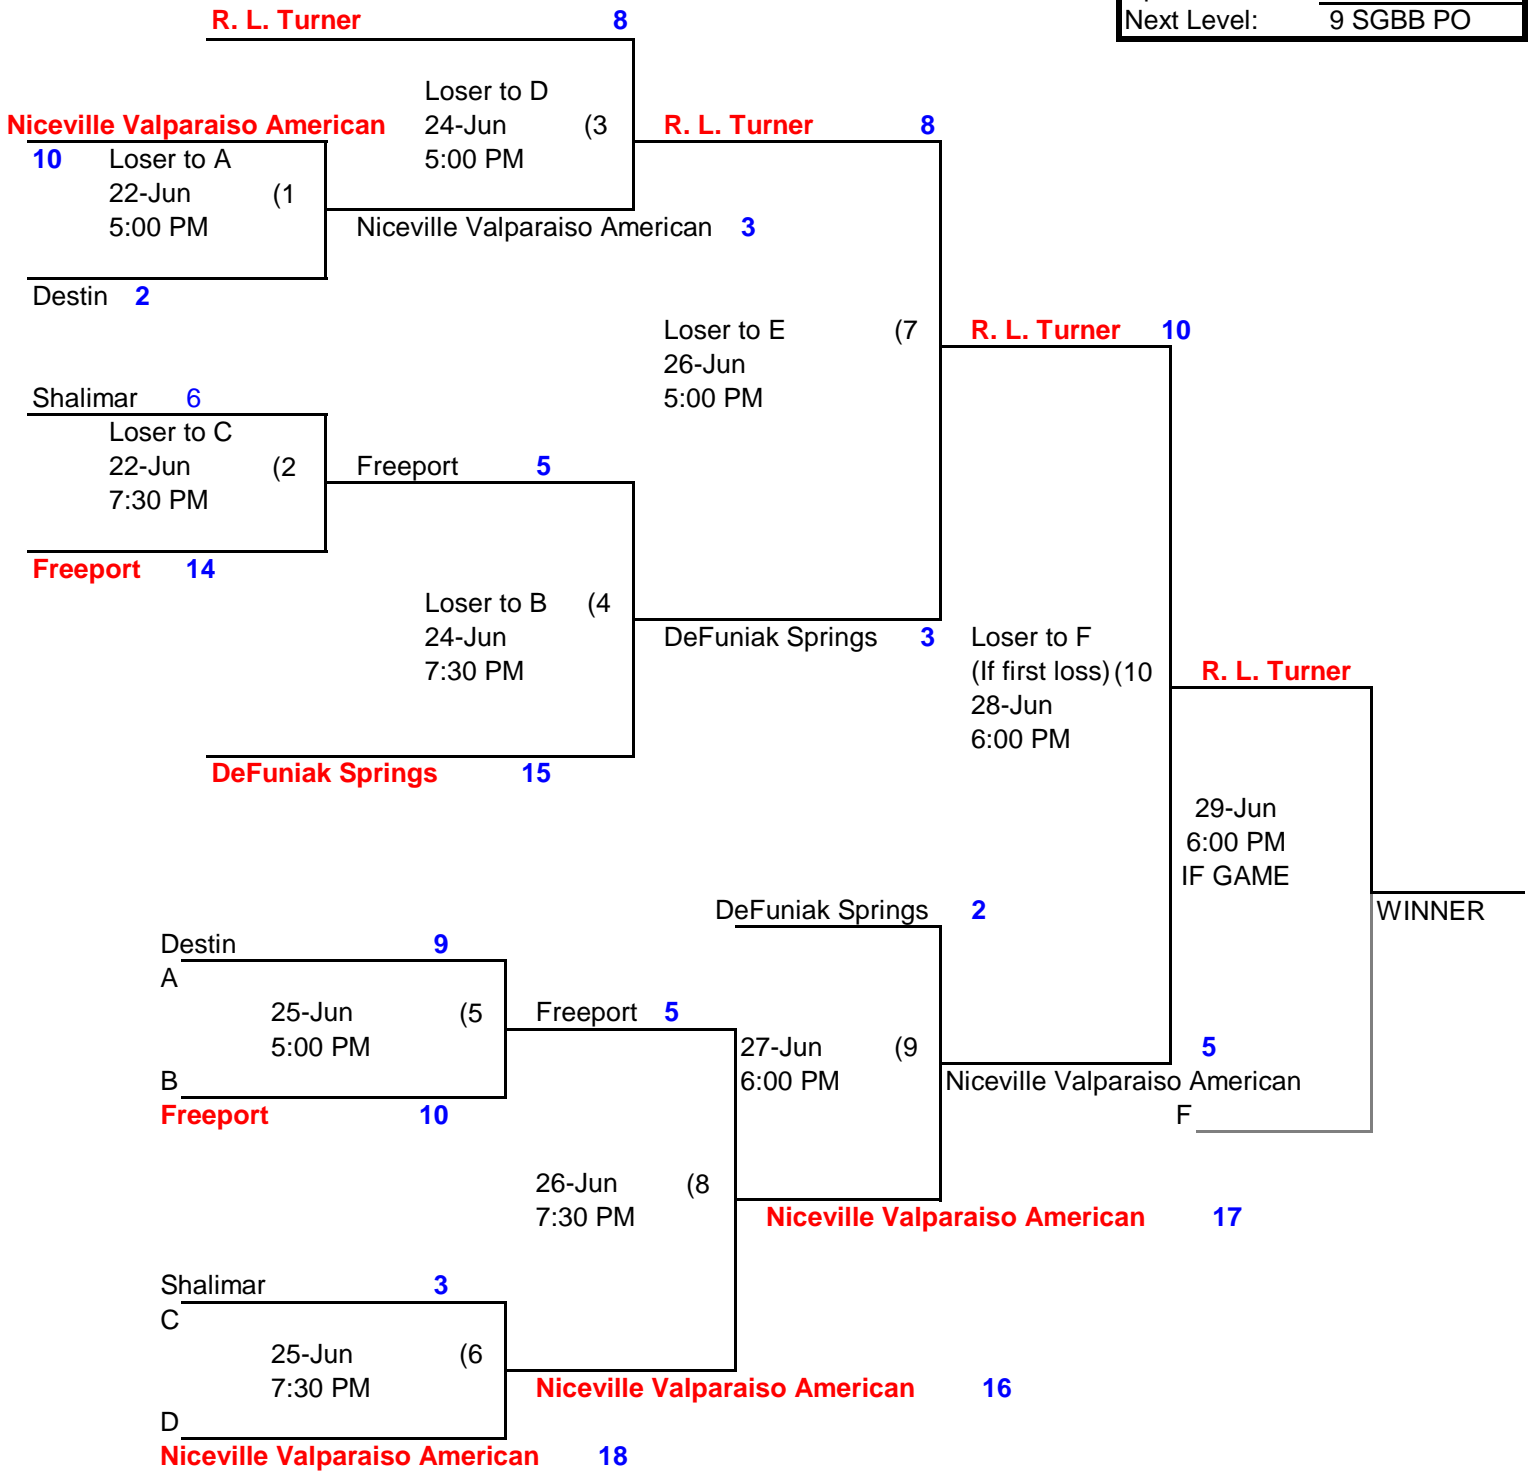 R. L. Turner 8
Next Level: 9 SGBB PO
Loser to D
Niceville Valparaiso American 24-Jun (3 R. L. Turner 8
10 Loser to A 5:00 PM
22-Jun (1
5:00 PM Niceville Valparaiso American 3
Destin 2
Loser to E (7 R. L. Turner 10
26-Jun
Shalimar 6 5:00 PM
Loser to C
22-Jun (2 Freeport 5
7:30 PM
Freeport 14
Loser to B (4
24-Jun DeFuniak Springs 3 Loser to F
7:30 PM (If first loss) (10 R. L. Turner
28-Jun
6:00 PM
DeFuniak Springs 15
29-Jun
6:00 PM
IF GAME
DeFuniak Springs 2 WINNER
Destin 9
A
25-Jun (5 Freeport 5
5:00 PM 27-Jun (9 5
B 6:00 PM Niceville Valparaiso American
Freeport 10 F
26-Jun (8
7:30 PM Niceville Valparaiso American 17
Shalimar 3
C
25-Jun (6
7:30 PM Niceville Valparaiso American 16
D
Niceville Valparaiso American 18